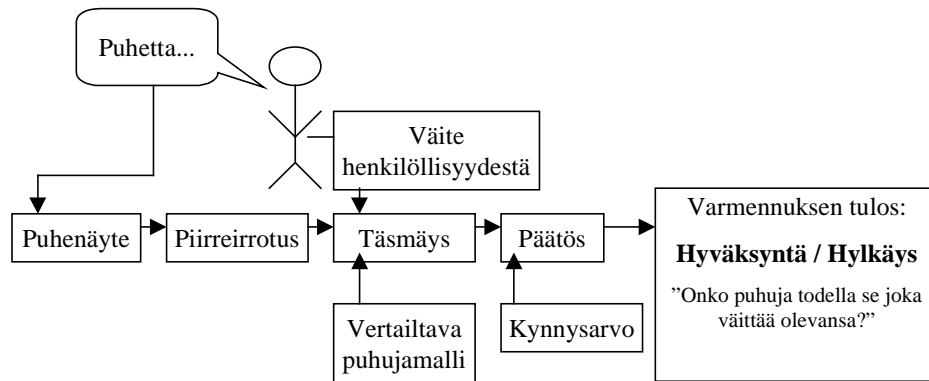 Puhetta...
Väite
henkilöllisyydestä
Puhenäyte
Piirreirrotus
Täsmäys
Päätös
Varmennuksen tulos:
Hyväksyntä / Hylkäys
”Onko puhuja todella se joka
väittää olevansa?”
Vertailtava
puhujamalli
Kynnysarvo